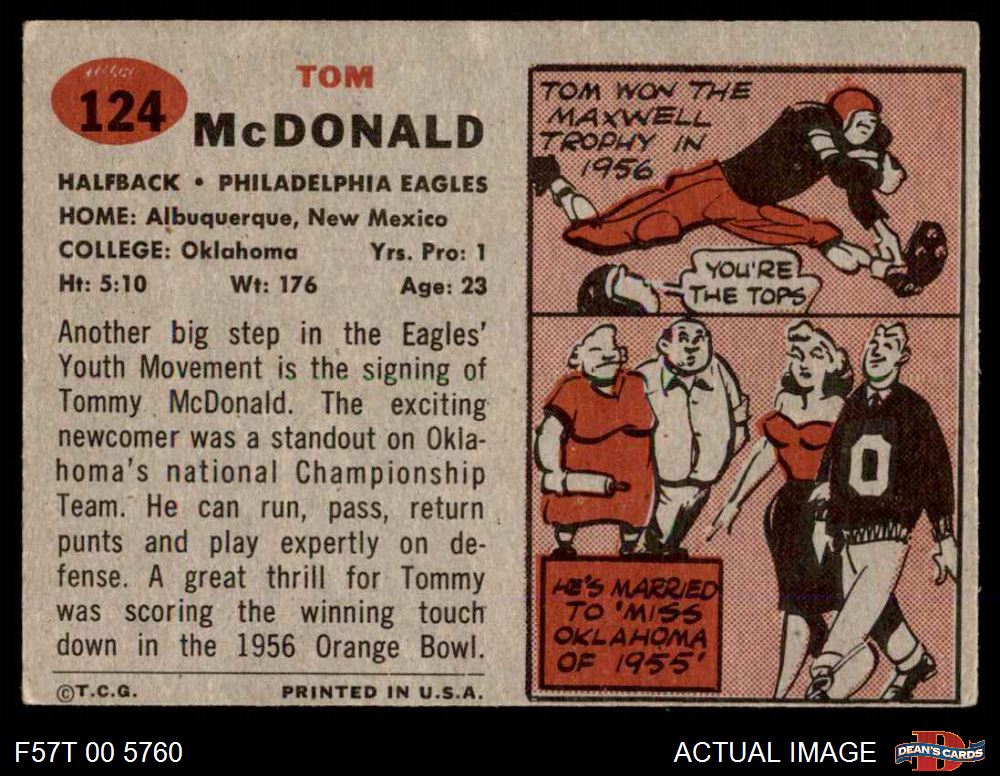 124
TOM
McDONALD
HALFBACK • PHILADELPHIA EAGLES
HOME: Albuquerque, New Mexico
COLLEGE: Oklahoma Yrs. Pro: 1
Ht: 5:10 Wt: 176 Age: 23
Another big step in the Eagles'
Youth Movement is the signing of
Tommy McDonald. The exciting
newcomer was a standout on Okla-
homa's national Championship
Team. He can run, pass, return
punts and play expertly on de-
fense. A great thrill for Tommy
was scoring the winning touch
down in the 1956 Orange Bowl.
©T.C.G. PRINTED IN U.S.A.
TOM WON THE
MAXWELL
TROPHY IN
1956
YOU'RE
THE TOPS
O
HE'S MARRIED
TO 'MISS
OKLAHOMA
OF 1955'
F57T 00 5760
ACTUAL IMAGE
D
DEAN'S CARDS